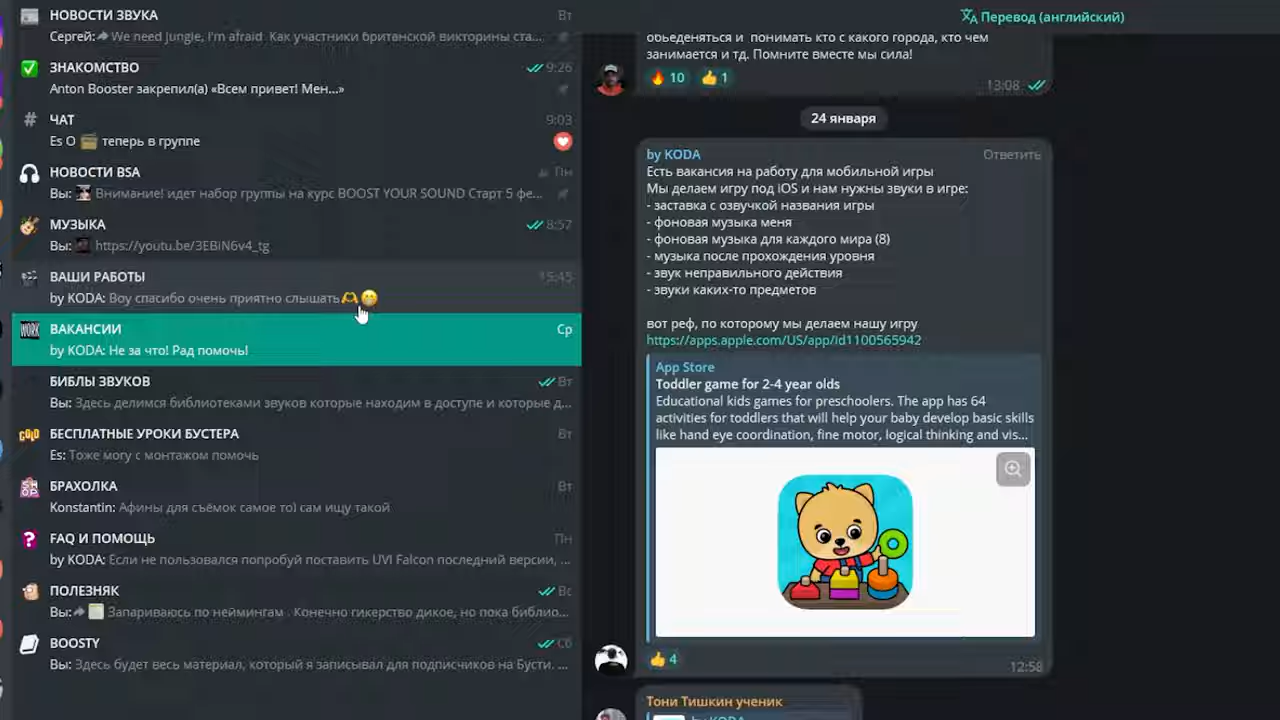 НОВОСТИ ЗВУКА
Вт
Сергей: We need Jungle, I'm afraid Как участники британской викторины ста...
ЗНАКОМСТВО
9:26
Anton Booster закрепил(а) «Всем привет! Мен...»
# ЧАТ
9:03
Es O теперь в группе
НОВОСТИ BSA
Пн
Вы: Внимание! идет набор группы на курс BOOST YOUR SOUND Старт 5 фе...
МУЗЫКА
8:57
Вы: https://youtu.be/3EBiN6v4_tg
ВАШИ РАБОТЫ
15:45
by KODA: Воу спасибо очень приятно слышать🫶😁
WORK
ВАКАНСИИ
Ср
by KODA: Не за что! Рад помочь!
БИБЛЫ ЗВУКОВ
Вт
Вы: Здесь делимся библиотеками звуков которые находим в доступе и которые д...
GOLD
БЕСПЛАТНЫЕ УРОКИ БУСТЕРА
Вт
Es: Тоже могу с монтажом помочь
БРАХОЛКА
Вт
Konstantin: Афины для съёмок самое то) сам ищу такой
? FAQ И ПОМОЩЬ
Пн
by KODA: Если не пользовался попробуй поставить UVI Falcon последний версии, ...
ПОЛЕЗНЯК
Вс
Вы: Запариваюсь по неймингам . Конечно гикерство дикое, но пока библио...
BOOSTY
Сб
Вы: Здесь будет весь материал, который я записывал для подписчиков на Бусти. ...
Перевод (английский)
обьеденяться и понимать кто с какого города, кто чем
занимается и тд. Помните вместе мы сила!
🔥 10 👍 1
13:08
24 января
by KODA
Ответить
Есть вакансия на работу для мобильной игры
Мы делаем игру под iOS и нам нужны звуки в игре:
- заставка с озвучкой названия игры
- фоновая музыка меня
- фоновая музыка для каждого мира (8)
- музыка после прохождения уровня
- звук неправильного действия
- звуки каких-то предметов
вот реф, по которому мы делаем нашу игру
https://apps.apple.com/US/app/id1100565942
App Store
Toddler game for 2-4 year olds
Educational kids games for preschoolers. The app has 64
activities for toddlers that will help your baby develop basic skills
like hand eye coordination, fine motor, logical thinking and vis...
👍 4
12:58
Тони Тишкин ученик
by KODA